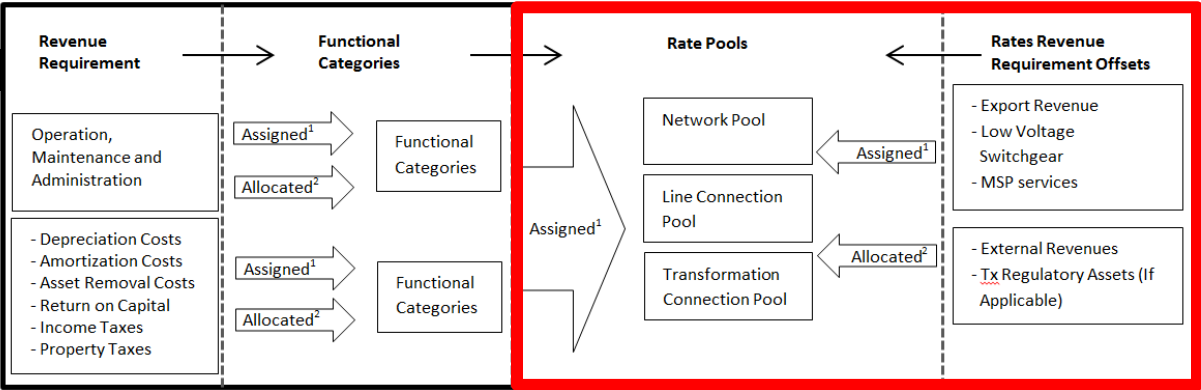 Revenue
Requirement
Functional
Categories
Rate Pools
Rates Revenue
Requirement Offsets
Operation,
Maintenance and
Administration
Assigned1
Allocated2
Functional
Categories
- Depreciation Costs
- Amortization Costs
- Asset Removal Costs
- Return on Capital
- Income Taxes
- Property Taxes
Assigned1
Allocated2
Functional
Categories
Assigned1
Network Pool
Line Connection
Pool
Transformation
Connection Pool
Assigned1
Allocated2
- Export Revenue
- Low Voltage
Switchgear
- MSP services
- External Revenues
- Tx Regulatory Assets (If
Applicable)